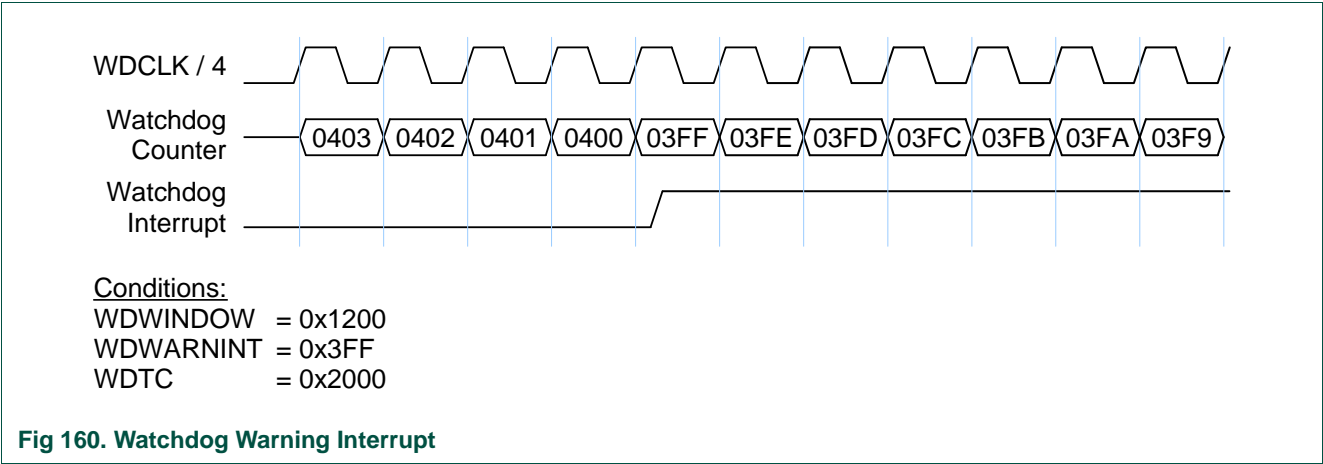 WDCLK / 4
Watchdog Counter
0403 0402 0401 0400 03FF 03FE 03FD 03FC 03FB 03FA 03F9
Watchdog Interrupt
Conditions:
WDWINDOW = 0x1200
WDWARNINT = 0x3FF
WDTC = 0x2000
Fig 160. Watchdog Warning Interrupt